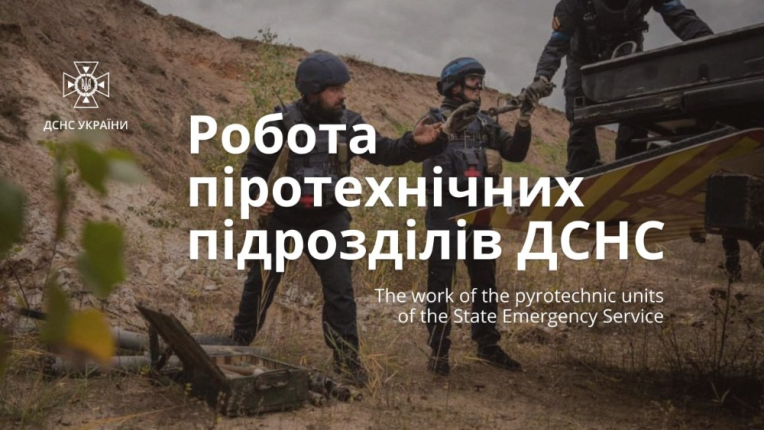 ДСНС УКРАЇНИ
Робота
піротехнічних
підрозділів ДСНС
The work of the pyrotechnic units
of the State Emergency Service